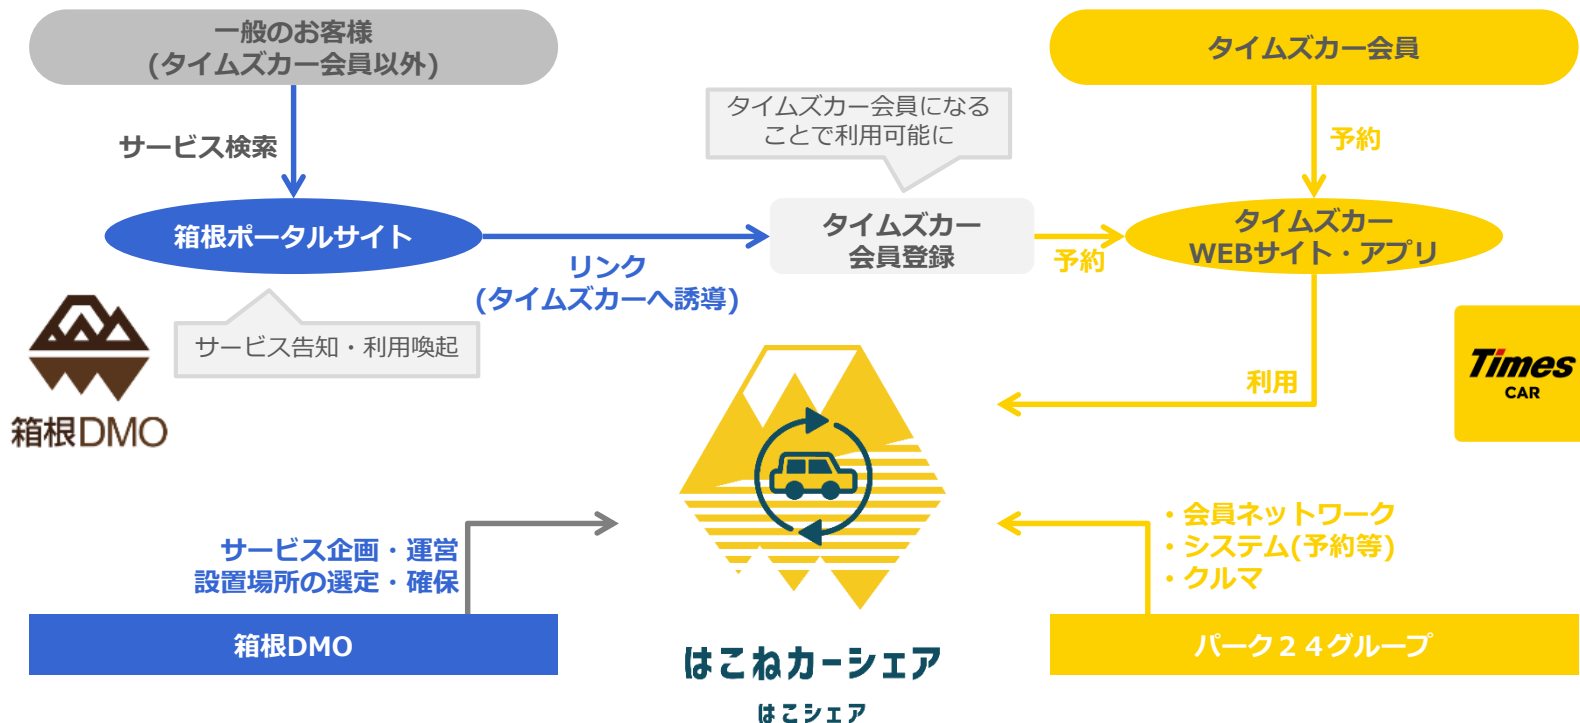 一般のお客様
(タイムズカー会員以外)
タイムズカー会員
タイムズカー会員になる
ことで利用可能に
サービス検索
予約
箱根ポータルサイト
タイムズカー
会員登録
タイムズカー
WEBサイト・アプリ
リンク
(タイムズカーへ誘導)
予約
サービス告知・利用喚起
箱根DMO
利用
Times
CAR
サービス企画・運営
設置場所の選定・確保
・会員ネットワーク
・システム(予約等)
・クルマ
箱根DMO
パーク２４グループ
はこねカーシェア
はこシェア